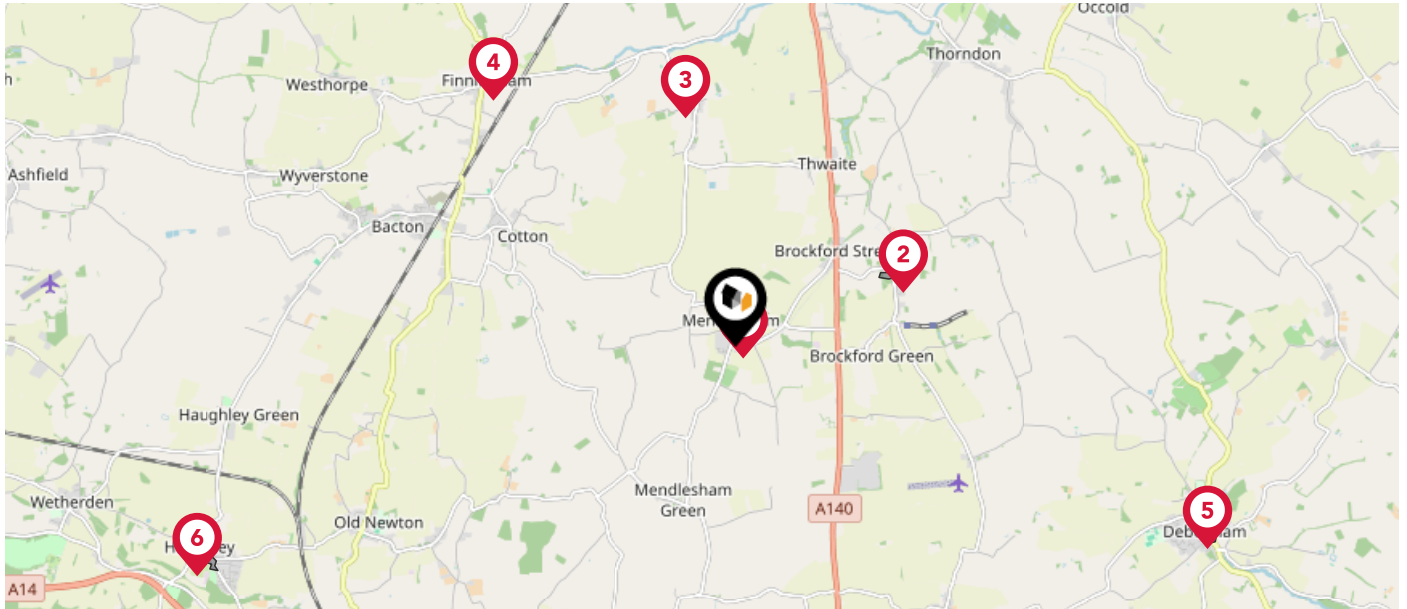 Occold
Thorndon
4
3
Westhorpe
Thwaite
Ashfield
Wyverstone
Bacton
Cotton
Brockford
2
Brockford Green
Haughley Green
Mendlesham
Green
Wetherden
A140
5
Old Newton
6
A14